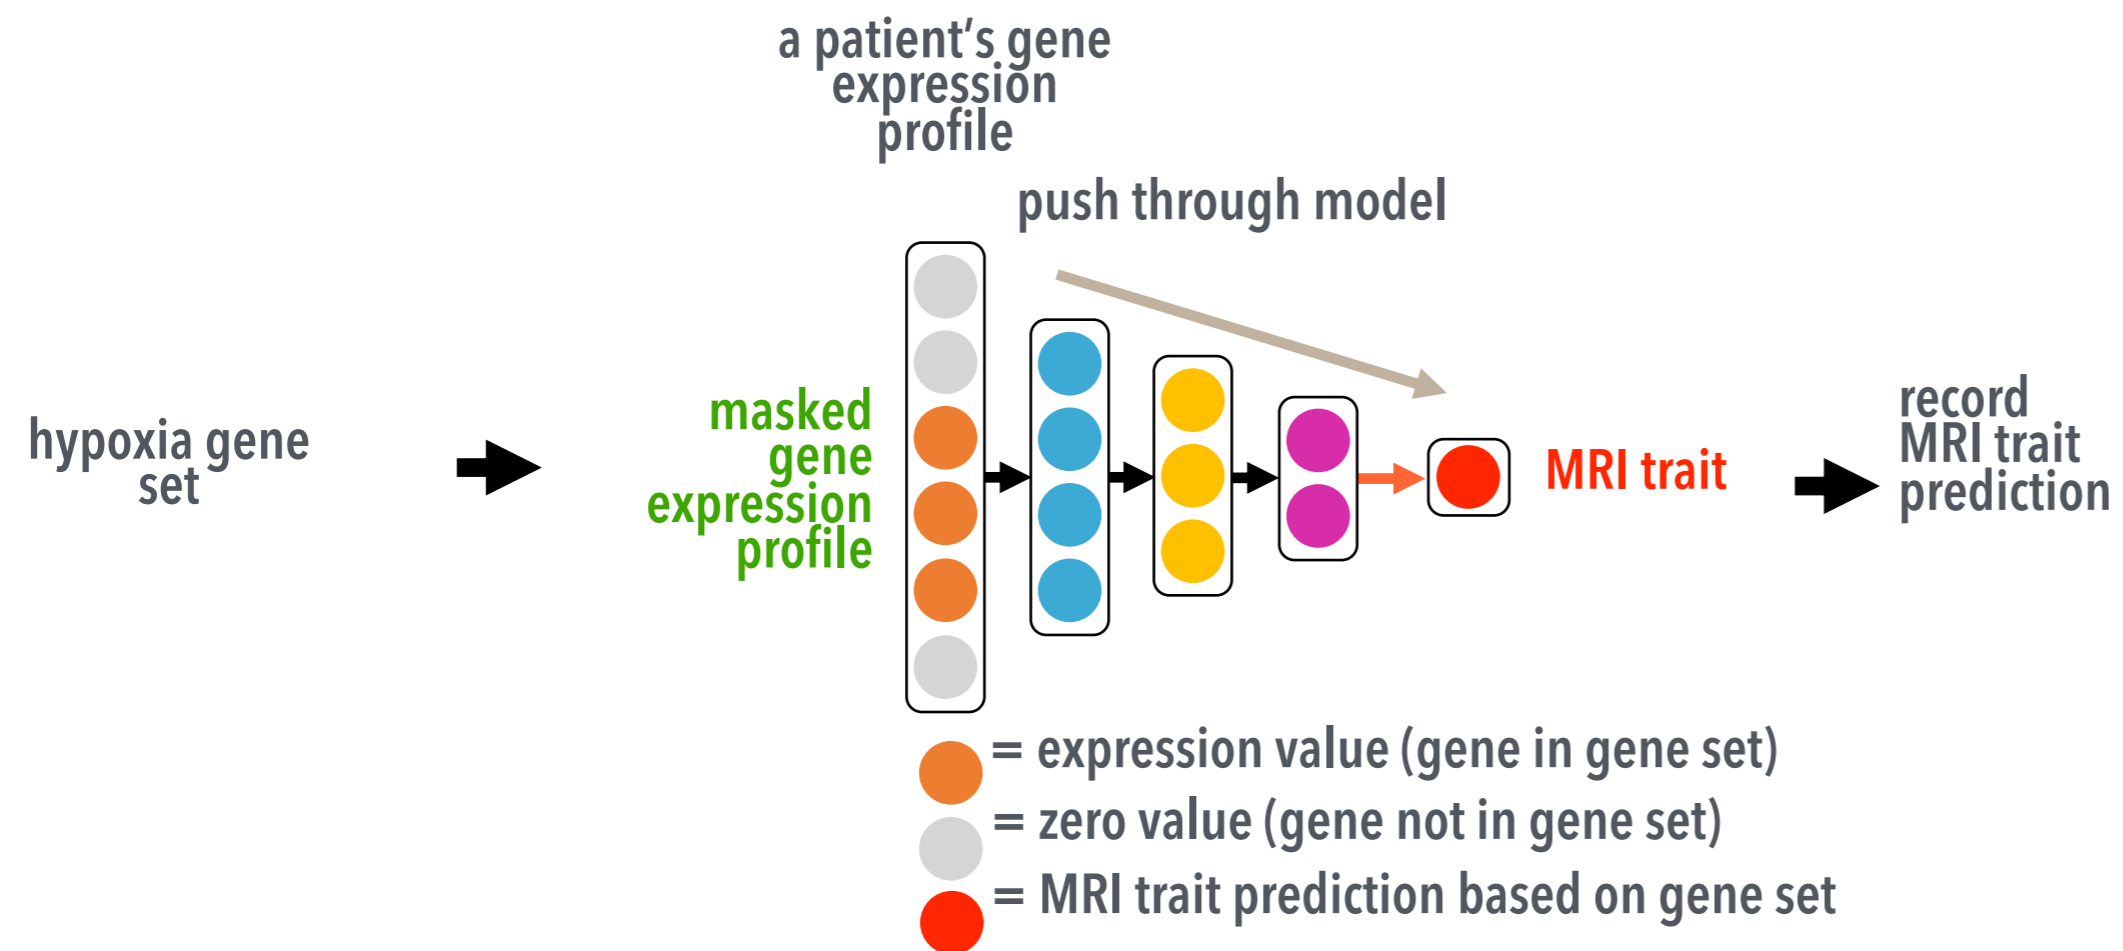 a patient’s gene
expression
profile
push through model
hypoxia gene
set
masked
gene
expression
profile
MRI trait
record
MRI trait
prediction
= expression value (gene in gene set)
= zero value (gene not in gene set)
= MRI trait prediction based on gene set